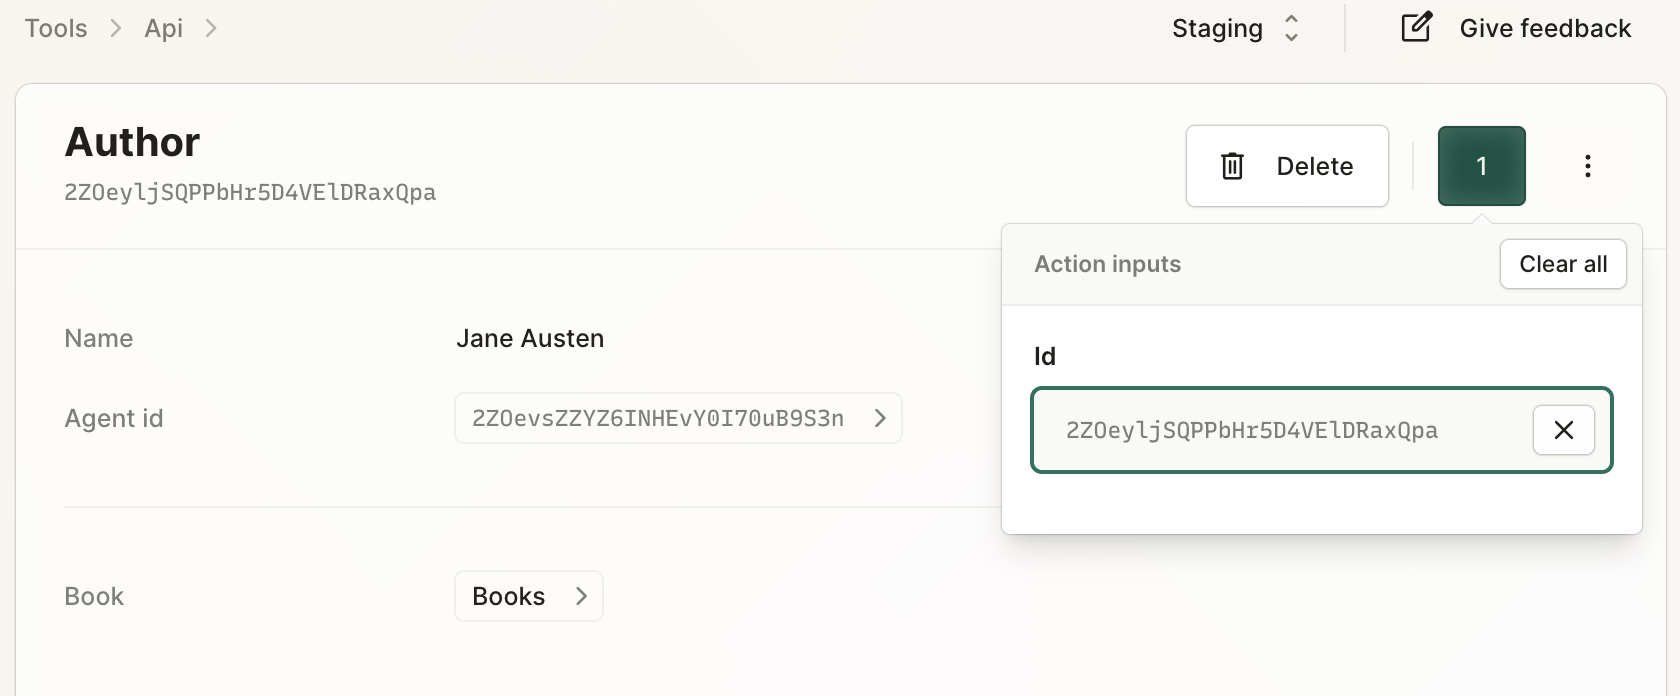 Tools
Api
Staging
Give feedback
Author
2ZOeyljSQPPbHr5D4VElDRaxQpa
Delete
1
Action inputs
Clear all
Id
2ZOeyljSQPPbHr5D4VElDRaxQpa
Name
Jane Austen
Agent id
2ZOevsZZYZ6INHEvY0I70uB9S3n
Book
Books